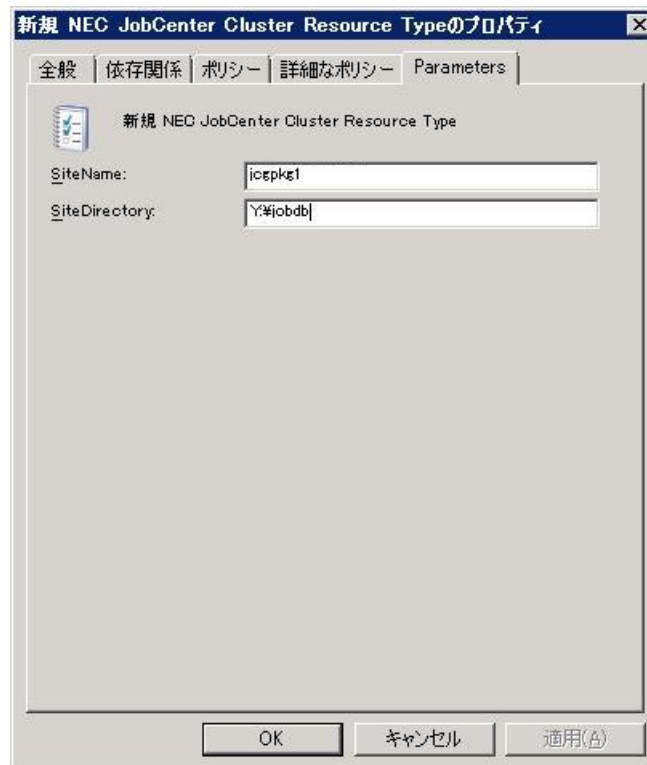 新規 NEC JobCenter Cluster Resource Typeのプロパティ
全般 依存関係 ポリシー 詳細なポリシー Parameters
新規 NEC JobCenter Cluster Resource Type
SiteName: jcspkg1
SiteDirectory: Y:¥jobdb
OK キャンセル 適用(A)